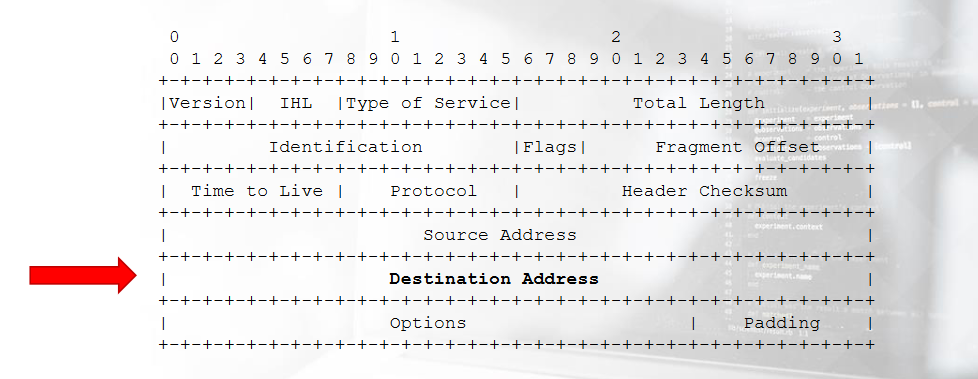 0 1 2 3
0 1 2 3 4 5 6 7 8 9 0 1 2 3 4 5 6 7 8 9 0 1 2 3 4 5 6 7 8 9 0 1
+-+-+-+-+-+-+-+-+-+-+-+-+-+-+-+-+-+-+-+-+-+-+-+-+-+-+-+-+-+-+-+-+
|Version| IHL |Type of Service| Total Length |
+-+-+-+-+-+-+-+-+-+-+-+-+-+-+-+-+-+-+-+-+-+-+-+-+-+-+-+-+-+-+-+-+
| Identification |Flags| Fragment Offset |
+-+-+-+-+-+-+-+-+-+-+-+-+-+-+-+-+-+-+-+-+-+-+-+-+-+-+-+-+-+-+-+-+
| Time to Live | Protocol | Header Checksum |
+-+-+-+-+-+-+-+-+-+-+-+-+-+-+-+-+-+-+-+-+-+-+-+-+-+-+-+-+-+-+-+-+
| Source Address |
+-+-+-+-+-+-+-+-+-+-+-+-+-+-+-+-+-+-+-+-+-+-+-+-+-+-+-+-+-+-+-+-+
| Destination Address |
+-+-+-+-+-+-+-+-+-+-+-+-+-+-+-+-+-+-+-+-+-+-+-+-+-+-+-+-+-+-+-+-+
| Options | Padding |
+-+-+-+-+-+-+-+-+-+-+-+-+-+-+-+-+-+-+-+-+-+-+-+-+-+-+-+-+-+-+-+-+